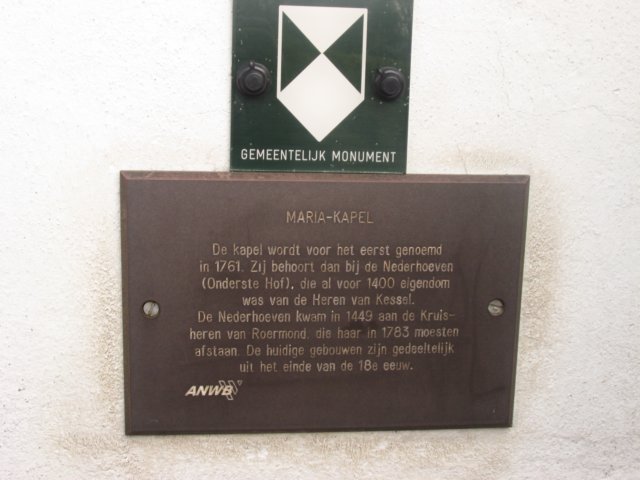 GEMEENTELIJK MONUMENT
MARIA-KAPEL
De kapel wordt voor het eerst genoemd
in 1761. Zij behoort dan bij de Nederhoeven
(Onderste Hof), die al voor 1400 eigendom
was van de Heren van Kessel.
De Nederhoeven kwam in 1449 aan de Kruis-
heren van Roermond, die haar in 1783 moesten
afstaan. De huidige gebouwen zijn gedeeltelijk
uit het einde van de 18e eeuw.
ANWB